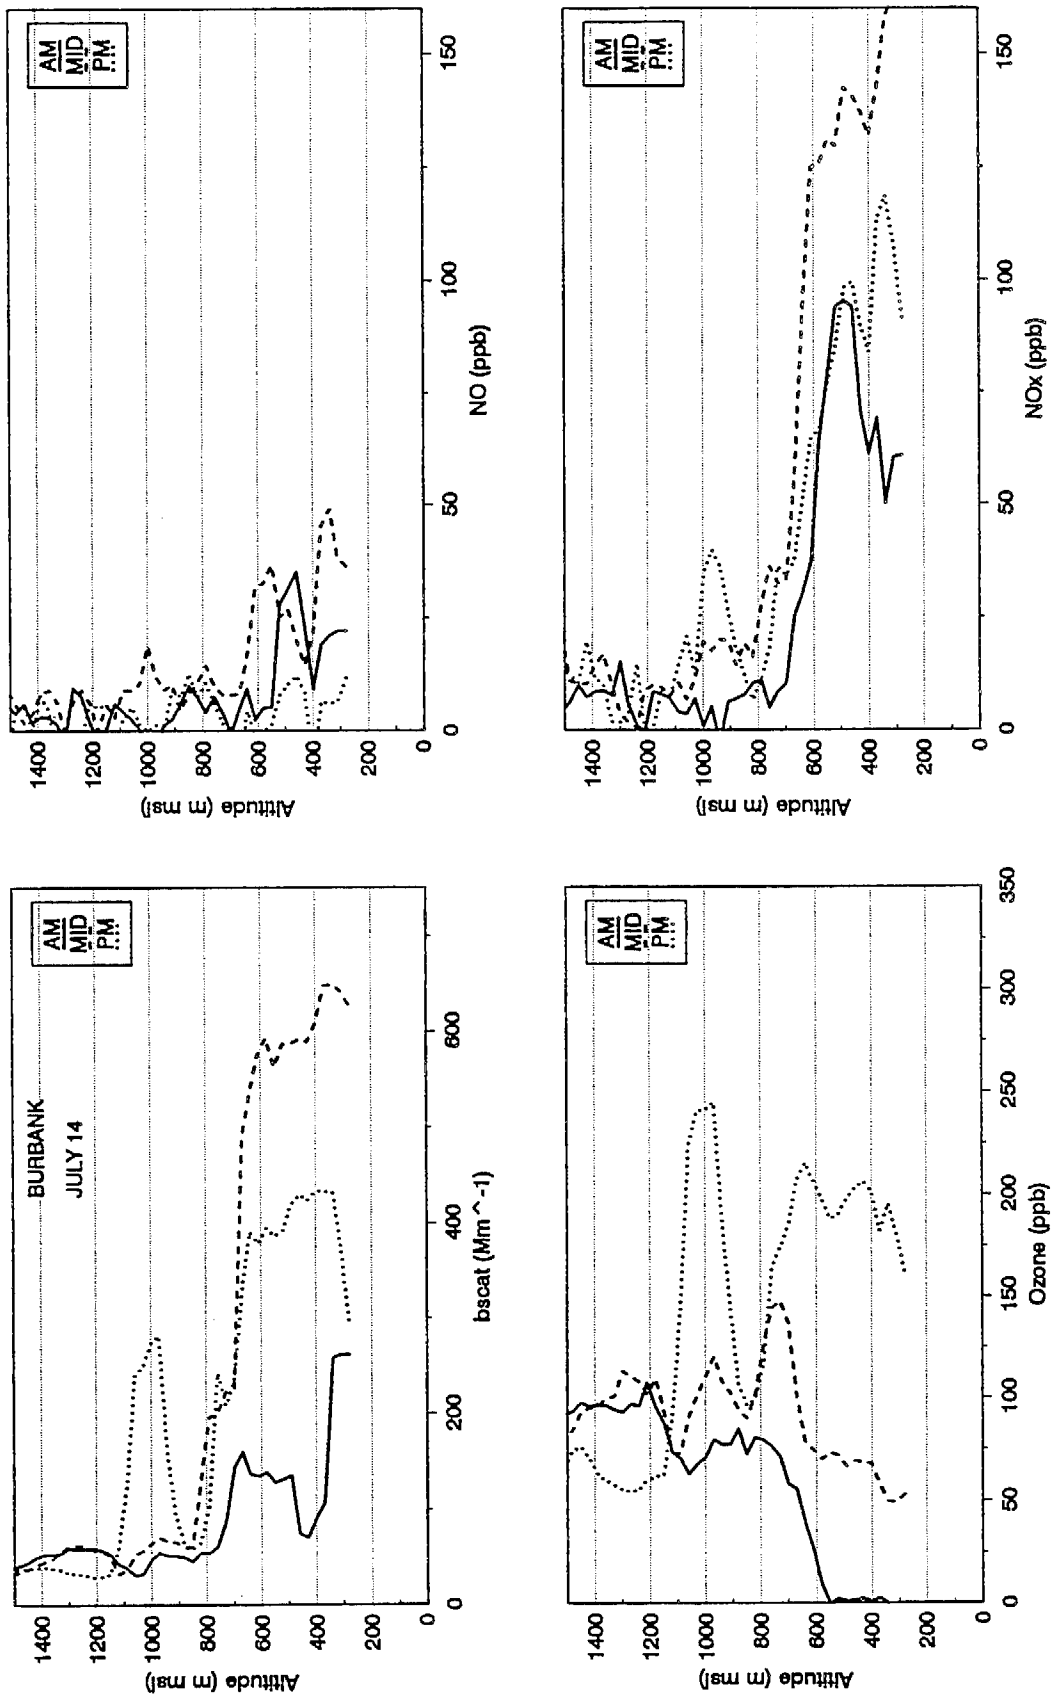 BURBANK
JULY 14
AM
MID
PM
Altitude (m msl)
1400
1200
1000
800
600
400
200
0
0
200
400
600
bscat (Mm^-1)
AM
MID
PM
Altitude (m msl)
1400
1200
1000
800
600
400
200
0
0
50
100
150
NO (ppb)
AM
MID
PM
Altitude (m msl)
1400
1200
1000
800
600
400
200
0
0
50
100
150
200
250
300
350
Ozone (ppb)
AM
MID
PM
Altitude (m msl)
1400
1200
1000
800
600
400
200
0
0
50
100
150
NOx (ppb)